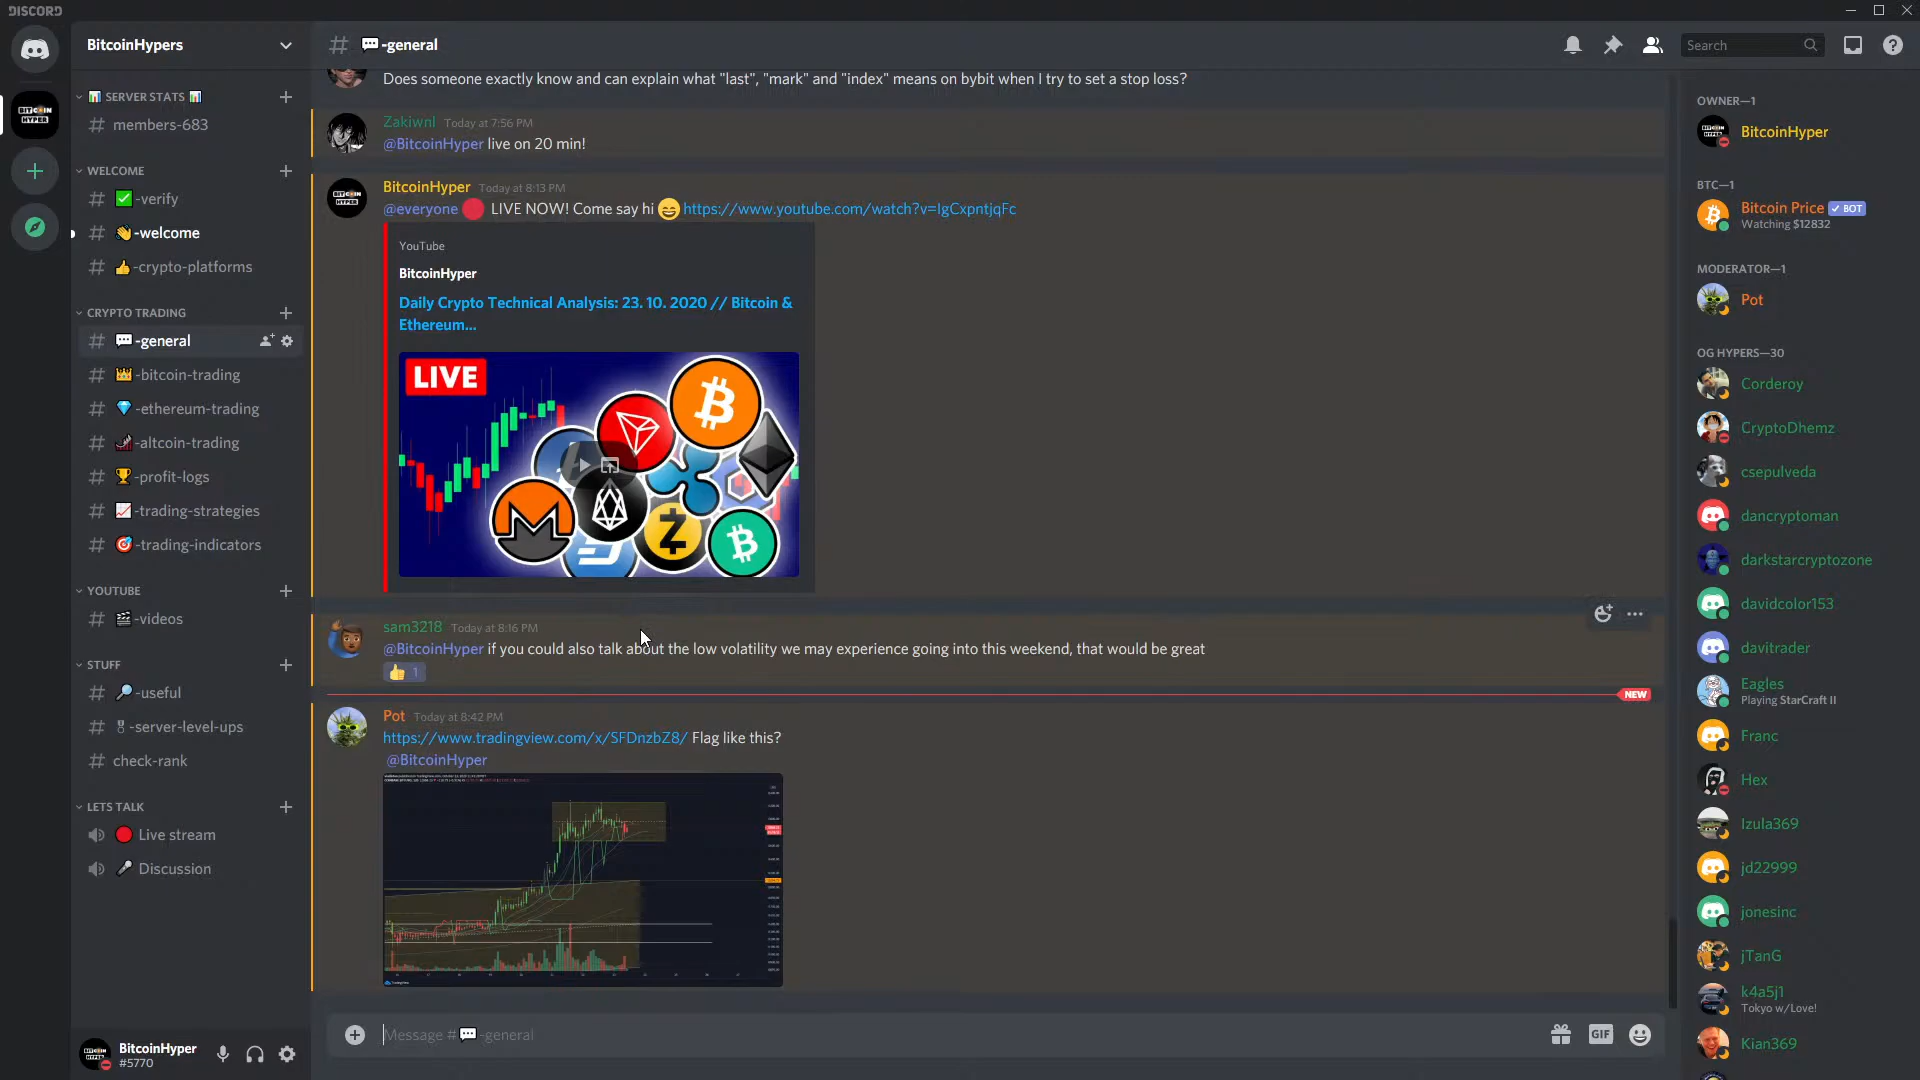 DISCORD
BitcoinHypers
SERVER STATS
members-683
WELCOME
-verify
-welcome
-crypto-platforms
CRYPTO TRADING
-general
-bitcoin-trading
-ethereum-trading
-altcoin-trading
-profit-logs
-trading-strategies
-trading-indicators
YOUTUBE
-videos
STUFF
-useful
-server-level-ups
check-rank
LETS TALK
Live stream
Discussion
BitcoinHyper
#5770
# 💬-general
Search
Does someone exactly know and can explain what "last", "mark" and "index" means on bybit when I try to set a stop loss?
Zakiwnl Today at 7:56 PM
@BitcoinHyper live on 20 min!
BitcoinHyper Today at 8:13 PM
@everyone 🔴 LIVE NOW! Come say hi 😄 https://www.youtube.com/watch?v=IgCxpntjqFc
YouTube
BitcoinHyper
Daily Crypto Technical Analysis: 23. 10. 2020 // Bitcoin &
Ethereum...
LIVE
sam3218 Today at 8:16 PM
@BitcoinHyper if you could also talk about the low volatility we may experience going into this weekend, that would be great
👍 1
NEW
Pot Today at 8:42 PM
https://www.tradingview.com/x/SFDnzbZ8/ Flag like this?
@BitcoinHyper
Message #💬-general
GIF
OWNER—1
BITCOIN HYPER
BitcoinHyper
BTC—1
Bitcoin Price ✓ BOT
Watching $12832
MODERATOR—1
Pot
OG HYPERS—30
Corderoy
CryptoDhemz
csepulveda
dancryptoman
darkstarcryptozone
davidcolor153
davitrader
Eagles
Playing StarCraft II
Franc
Hex
Izula369
jd22999
jonesinc
jTanG
k4a5j1
Tokyo w/Love!
Kian369